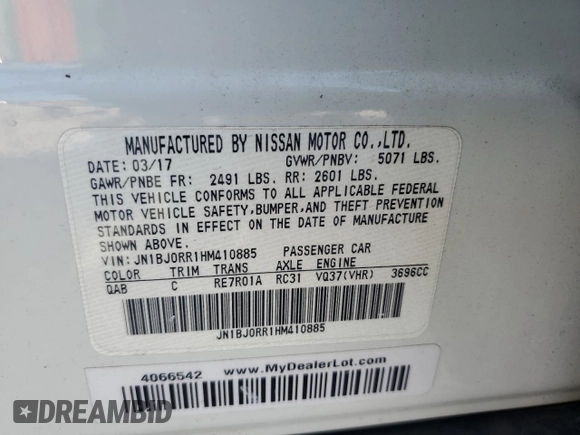 MANUFACTURED BY NISSAN MOTOR CO.,LTD.
DATE: 03/17 GVWR/PNBV: 5071 LBS.
GAWR/PNBE FR: 2491 LBS. RR: 2601 LBS.
THIS VEHICLE CONFORMS TO ALL APPLICABLE FEDERAL
MOTOR VEHICLE SAFETY,BUMPER,AND THEFT PREVENTION
STANDARDS IN EFFECT ON THE DATE OF MANUFACTURE
SHOWN ABOVE.
VIN: JN1BJ0RR1HM410885 PASSENGER CAR
COLOR TRIM TRANS AXLE ENGINE
QAB C RE7R01A RC31 VQ37(VHR) 3696CC
JN1BJ0RR1HM410885
4066542 www.MyDealerLot.com
DREAMBID